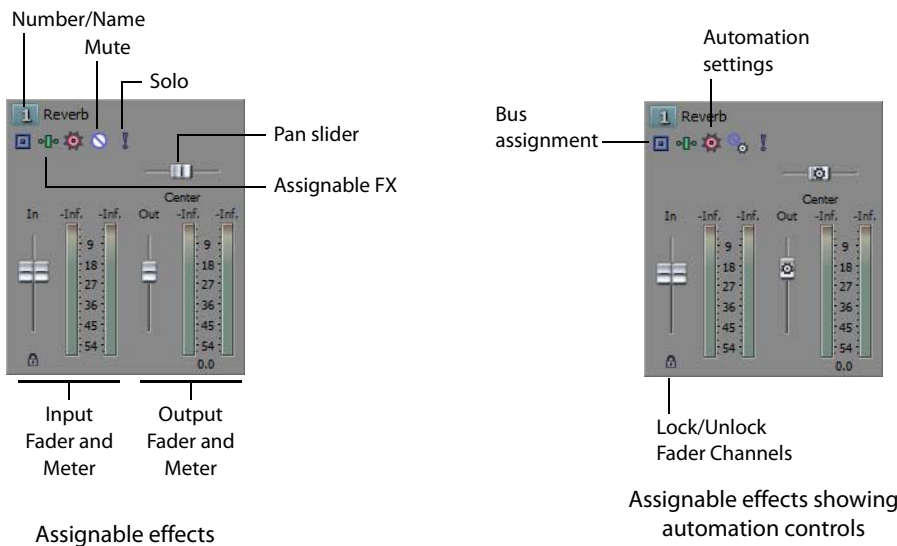 Number/Name
Mute
Solo
1 Reverb
Pan slider
Assignable FX
Center
In -Inf. -Inf. Out -Inf. -Inf.
9 9
18 18
27 27
36 36
45 45
54 54
0.0
Input
Fader and
Meter
Output
Fader and
Meter
Assignable effects
Automation
settings
Bus
assignment
1 Reverb
Center
In -Inf. -Inf. Out -Inf. -Inf.
9 9
18 18
27 27
36 36
45 45
54 54
0.0
Lock/Unlock
Fader Channels
Assignable effects showing
automation controls